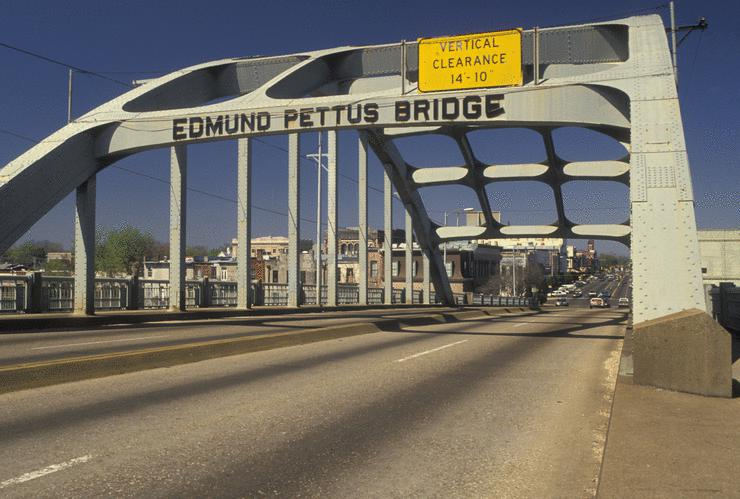 VERTICAL
CLEARANCE
14'-10"
EDMUND PETTUS BRIDGE